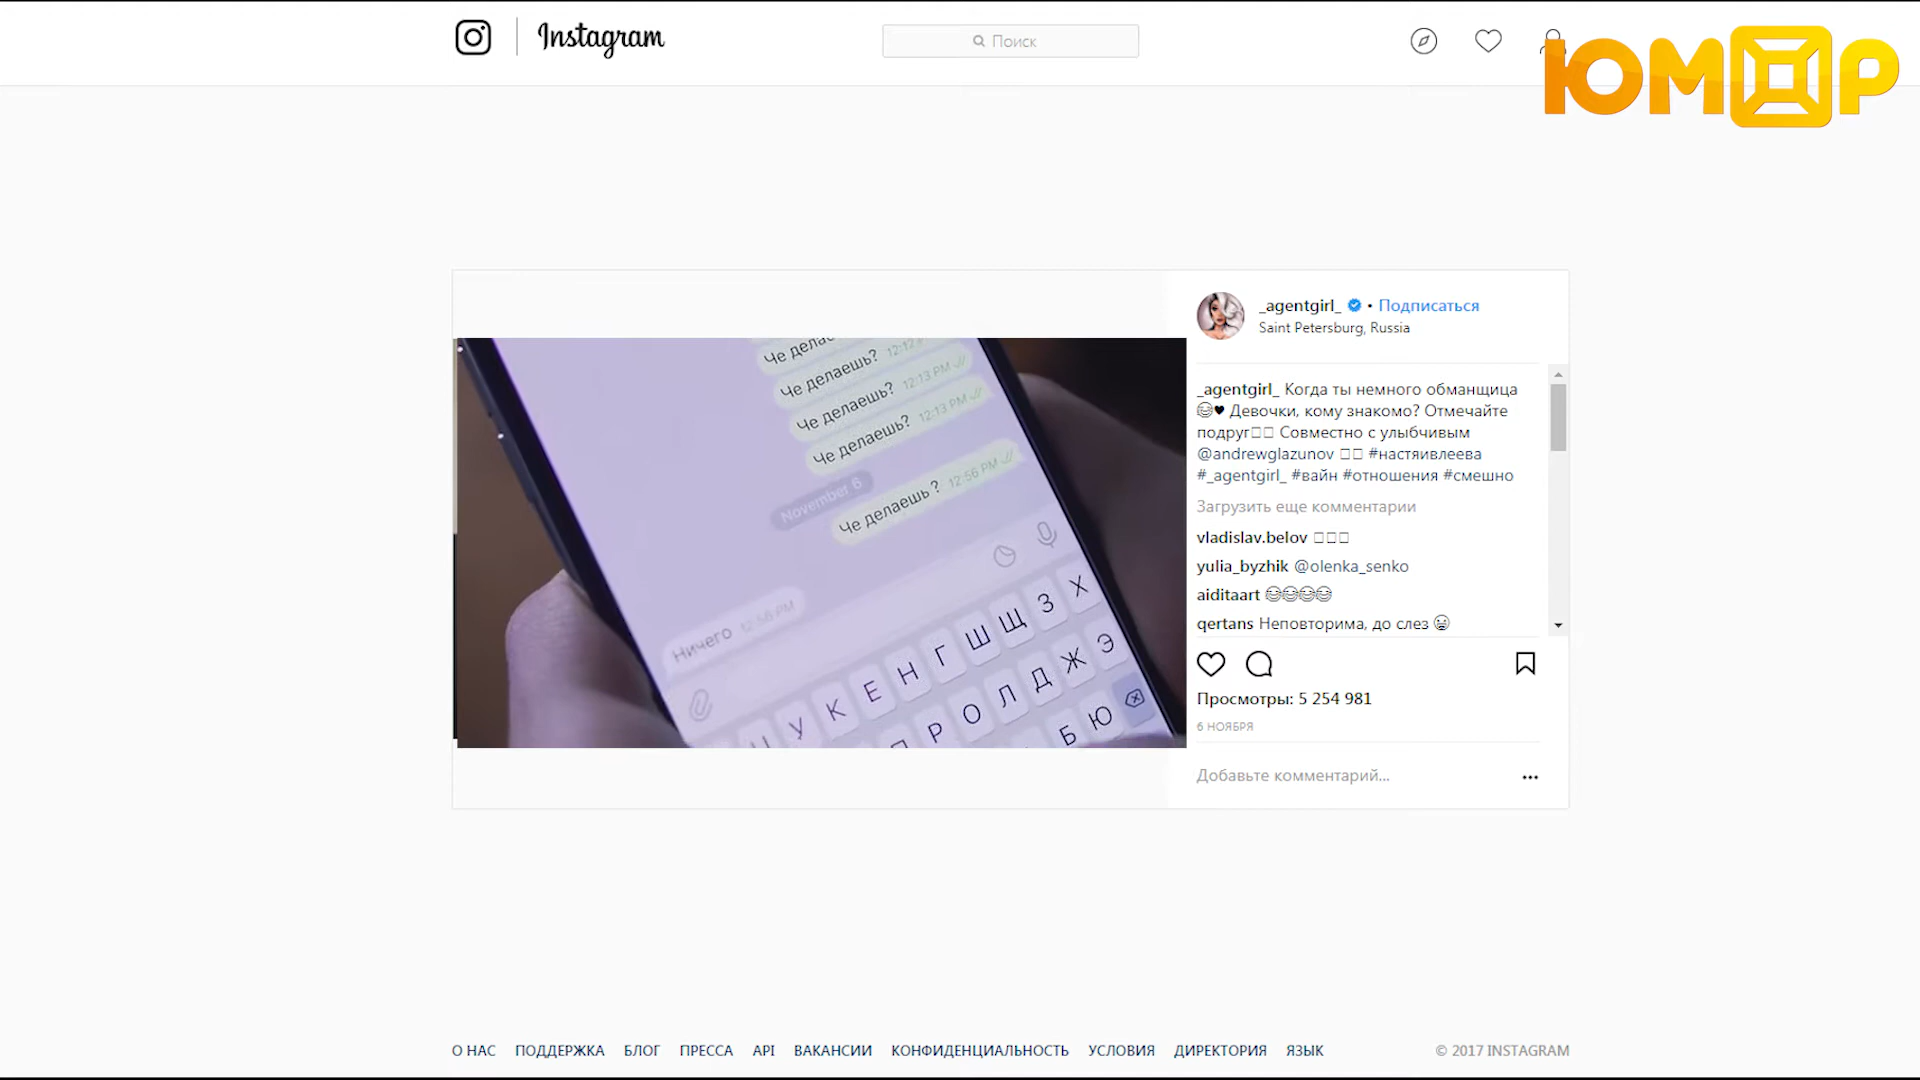 Instagram
Поиск
ЮМОР
Че делаешь?
Че делаешь? 12:12
Че делаешь? 12:13 PM
Че делаешь? 12:13 PM
November 6
Че делаешь ? 12:56 PM
Ничего 12:56 PM
У К Е Н Г Ш Щ З Х
П Р О Л Д Ж Э
Б Ю
_agentgirl_ • Подписаться
Saint Petersburg, Russia
_agentgirl_ Когда ты немного обманщица
😂♥ Девочки, кому знакомо? Отмечайте
подруг Совместно с улыбчивым
@andrewglazunov #настяивлеева
#_agentgirl_ #вайн #отношения #смешно
Загрузить еще комментарии
vladislav.belov
yulia_byzhik @olenka_senko
aiditaart 😂😂😂😂
qertans Неповторима, до слез 😀
Просмотры: 5 254 981
6 НОЯБРЯ
Добавьте комментарий...
О НАС ПОДДЕРЖКА БЛОГ ПРЕССА API ВАКАНСИИ КОНФИДЕНЦИАЛЬНОСТЬ УСЛОВИЯ ДИРЕКТОРИЯ ЯЗЫК © 2017 INSTAGRAM